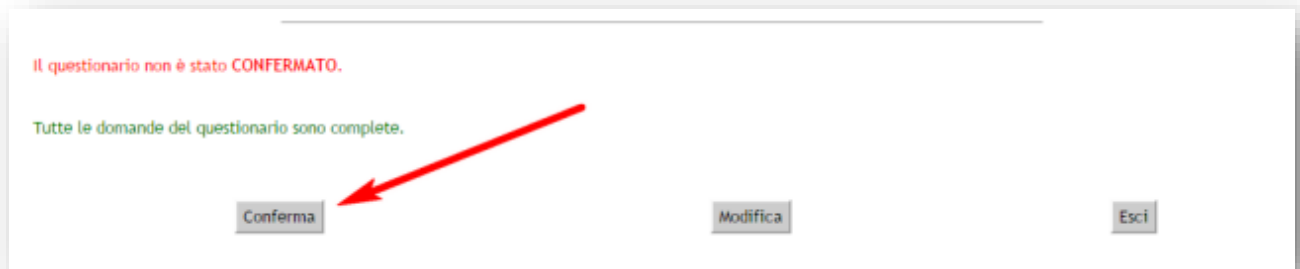 Il questionario non è stato CONFERMATO.
Tutte le domande del questionario sono complete.
Conferma Modifica Esci